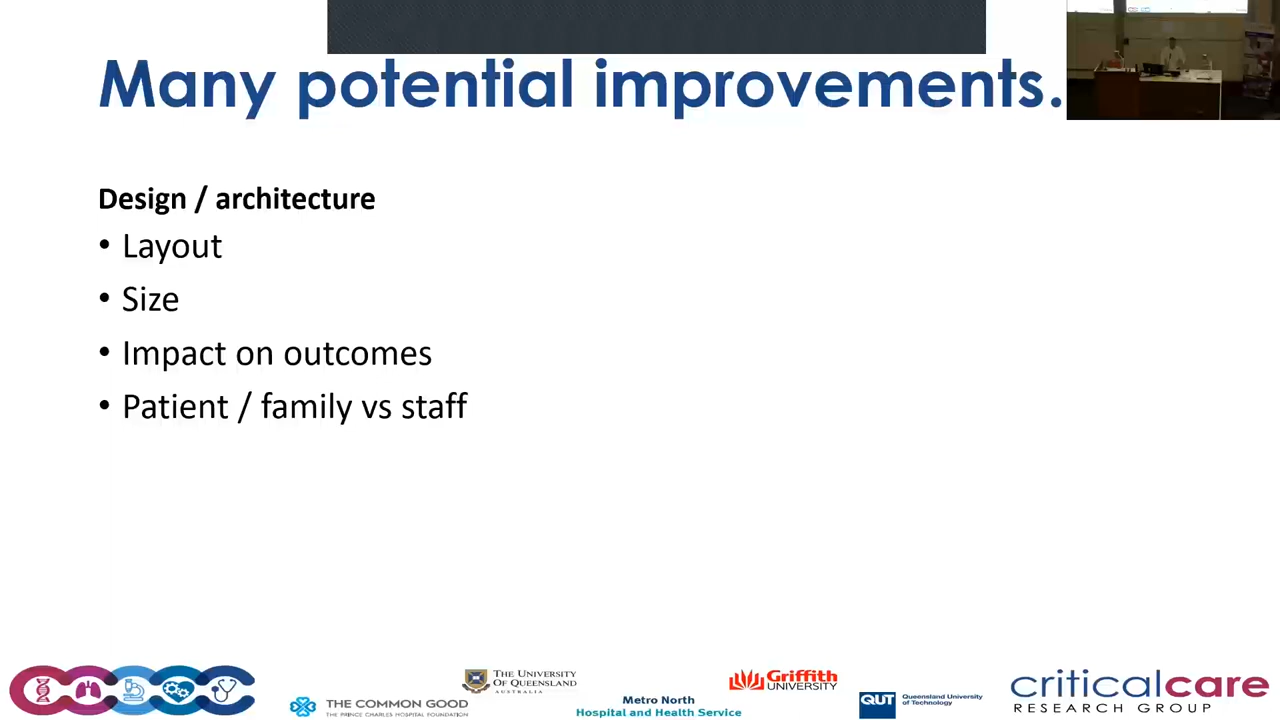 Many potential improvements.
Design / architecture
• Layout
• Size
• Impact on outcomes
• Patient / family vs staff
THE UNIVERSITY
OF QUEENSLAND
AUSTRALIA
THE COMMON GOOD
THE PRINCE CHARLES HOSPITAL FOUNDATION
Metro North
Hospital and Health Service
Griffith
UNIVERSITY
QUT
Queensland University
of Technology
criticalcare
RESEARCH GROUP